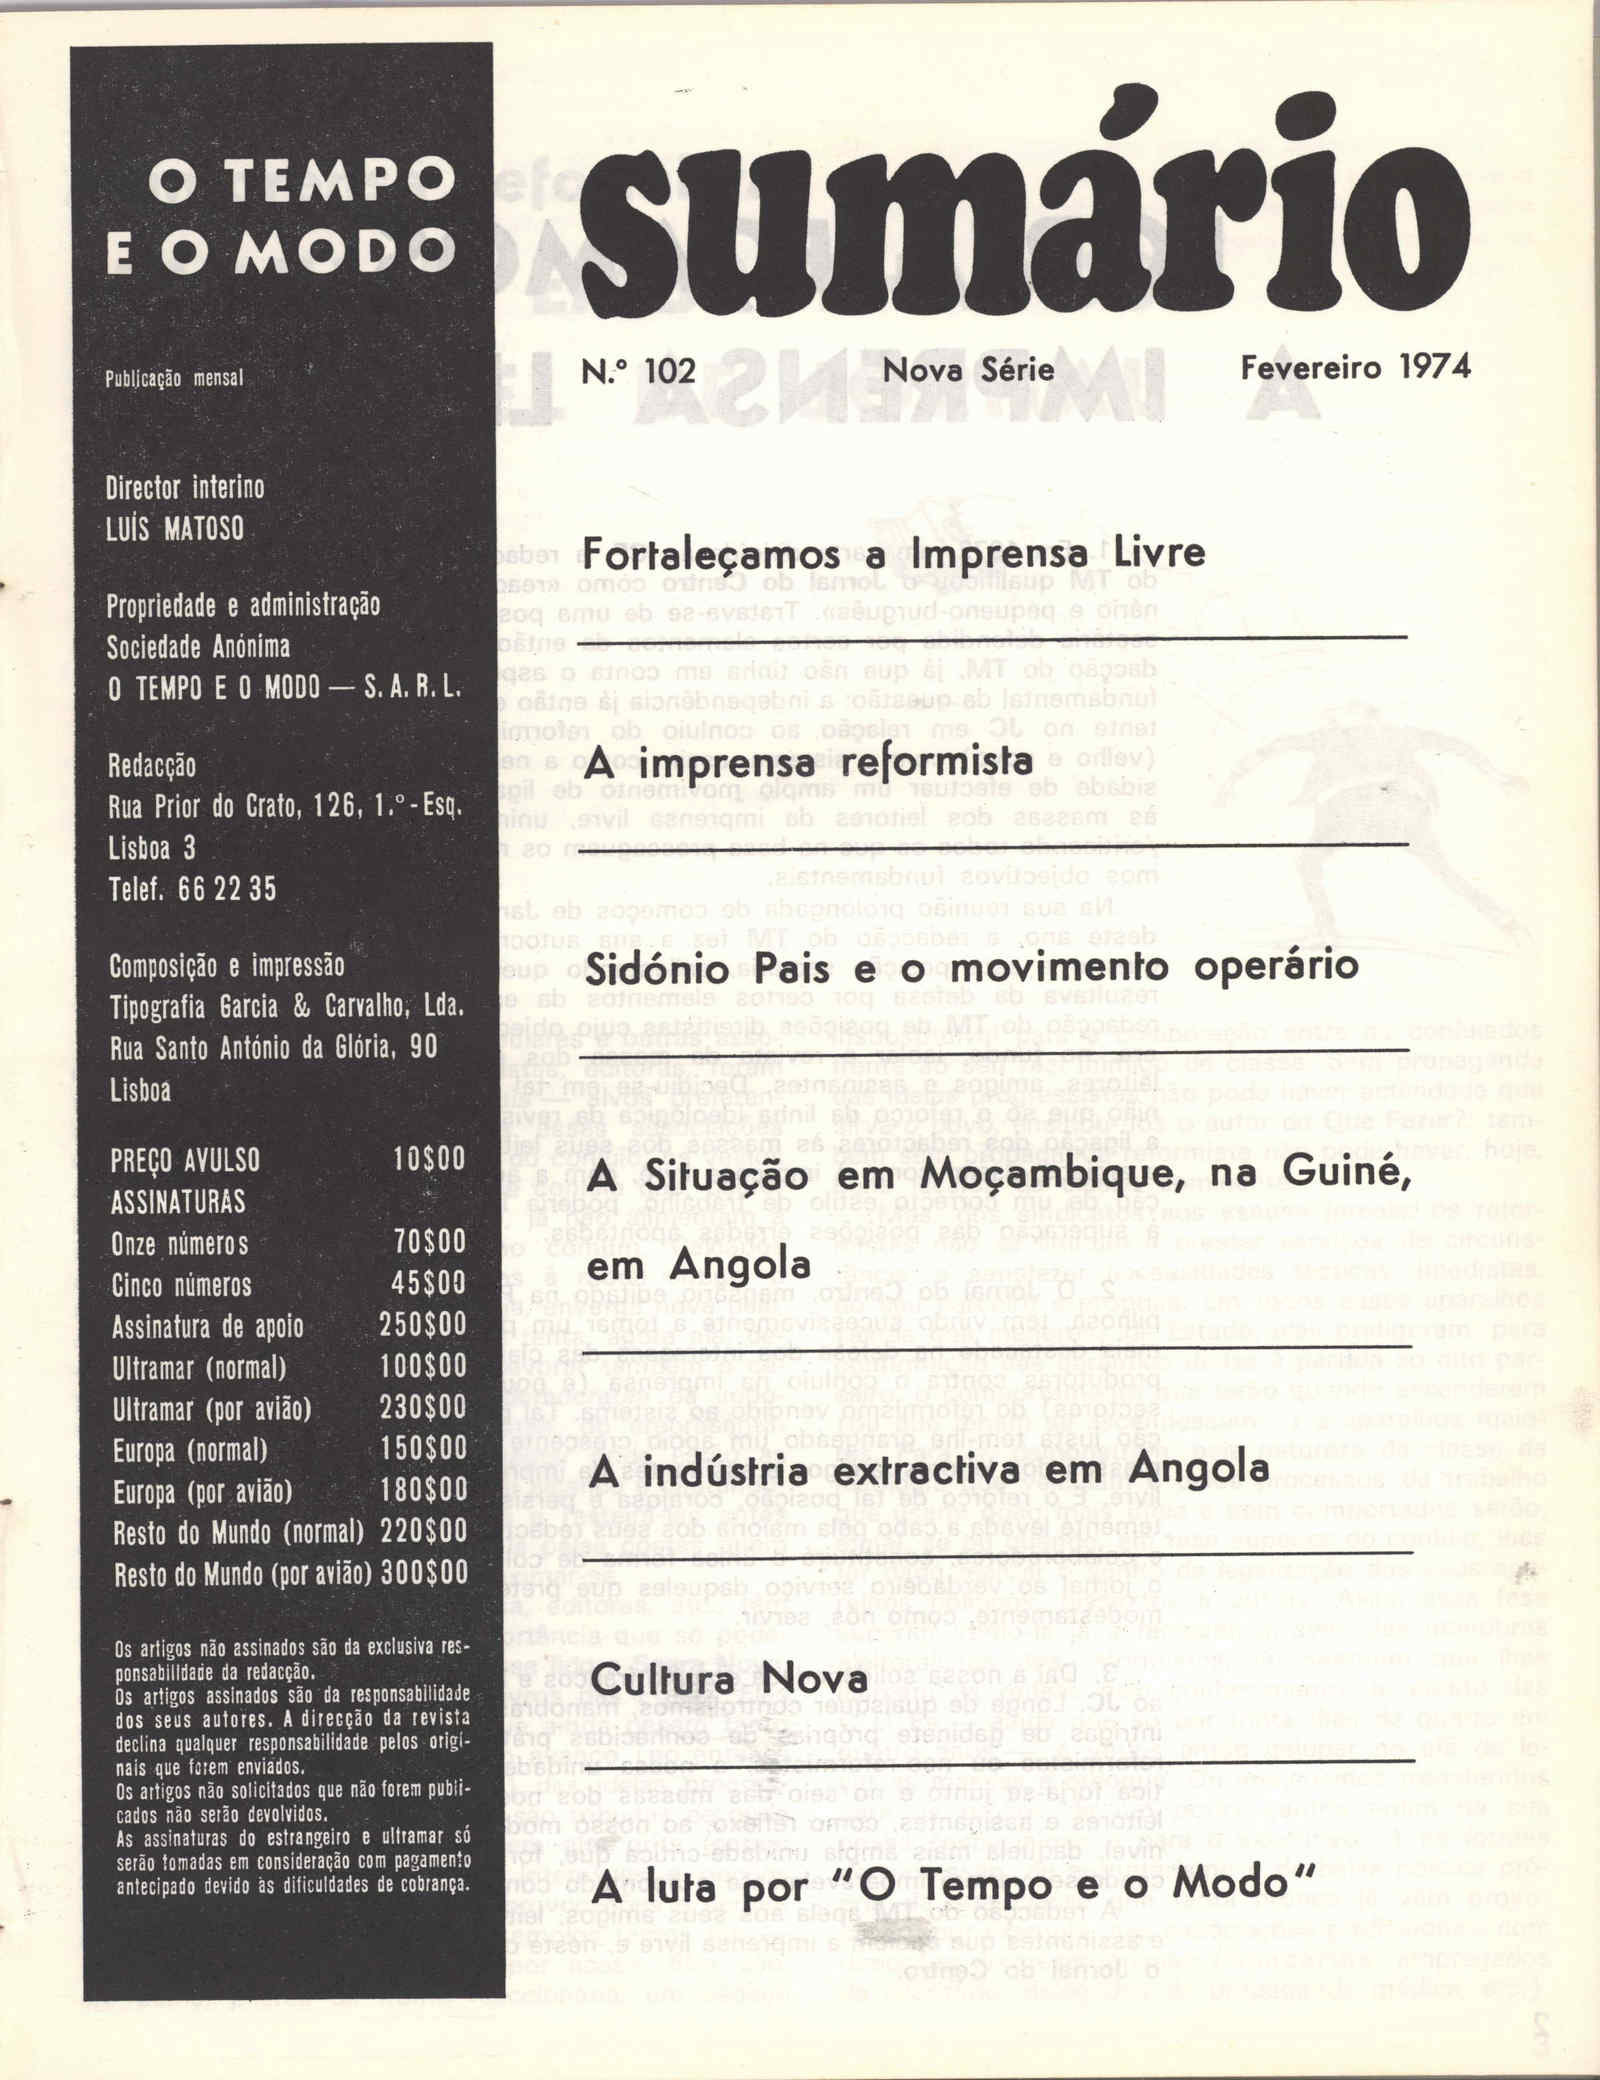 O TEMPO
E O MODO
Publicação mensal
Director interino
LUÍS MATOSO
Propriedade e administração
Sociedade Anónima
O TEMPO E O MODO — S. A. R. L.
Redacção
Rua Prior do Crato, 126, 1.º-Esq.
Lisboa 3
Telef. 66 22 35
Composição e impressão
Tipografia Garcia & Carvalho, Lda.
Rua Santo António da Glória, 90
Lisboa
PREÇO AVULSO 10$00
ASSINATURAS
Onze números 70$00
Cinco números 45$00
Assinatura de apoio 250$00
Ultramar (normal) 100$00
Ultramar (por avião) 230$00
Europa (normal) 150$00
Europa (por avião) 180$00
Resto do Mundo (normal) 220$00
Resto do Mundo (por avião) 300$00
Os artigos não assinados são da exclusiva res-
ponsabilidade da redacção.
Os artigos assinados são da responsabilidade
dos seus autores. A direcção da revista
declina qualquer responsabilidade pelos origi-
nais que forem enviados.
Os artigos não solicitados que não forem publi-
cados não serão devolvidos.
As assinaturas do estrangeiro e ultramar só
serão tomadas em consideração com pagamento
antecipado devido às dificuldades de cobrança.
sumário
N.º 102 Nova Série Fevereiro 1974
Fortaleçamos a Imprensa Livre
A imprensa reformista
Sidónio Pais e o movimento operário
A Situação em Moçambique, na Guiné,
em Angola
A indústria extractiva em Angola
Cultura Nova
A luta por "O Tempo e o Modo"